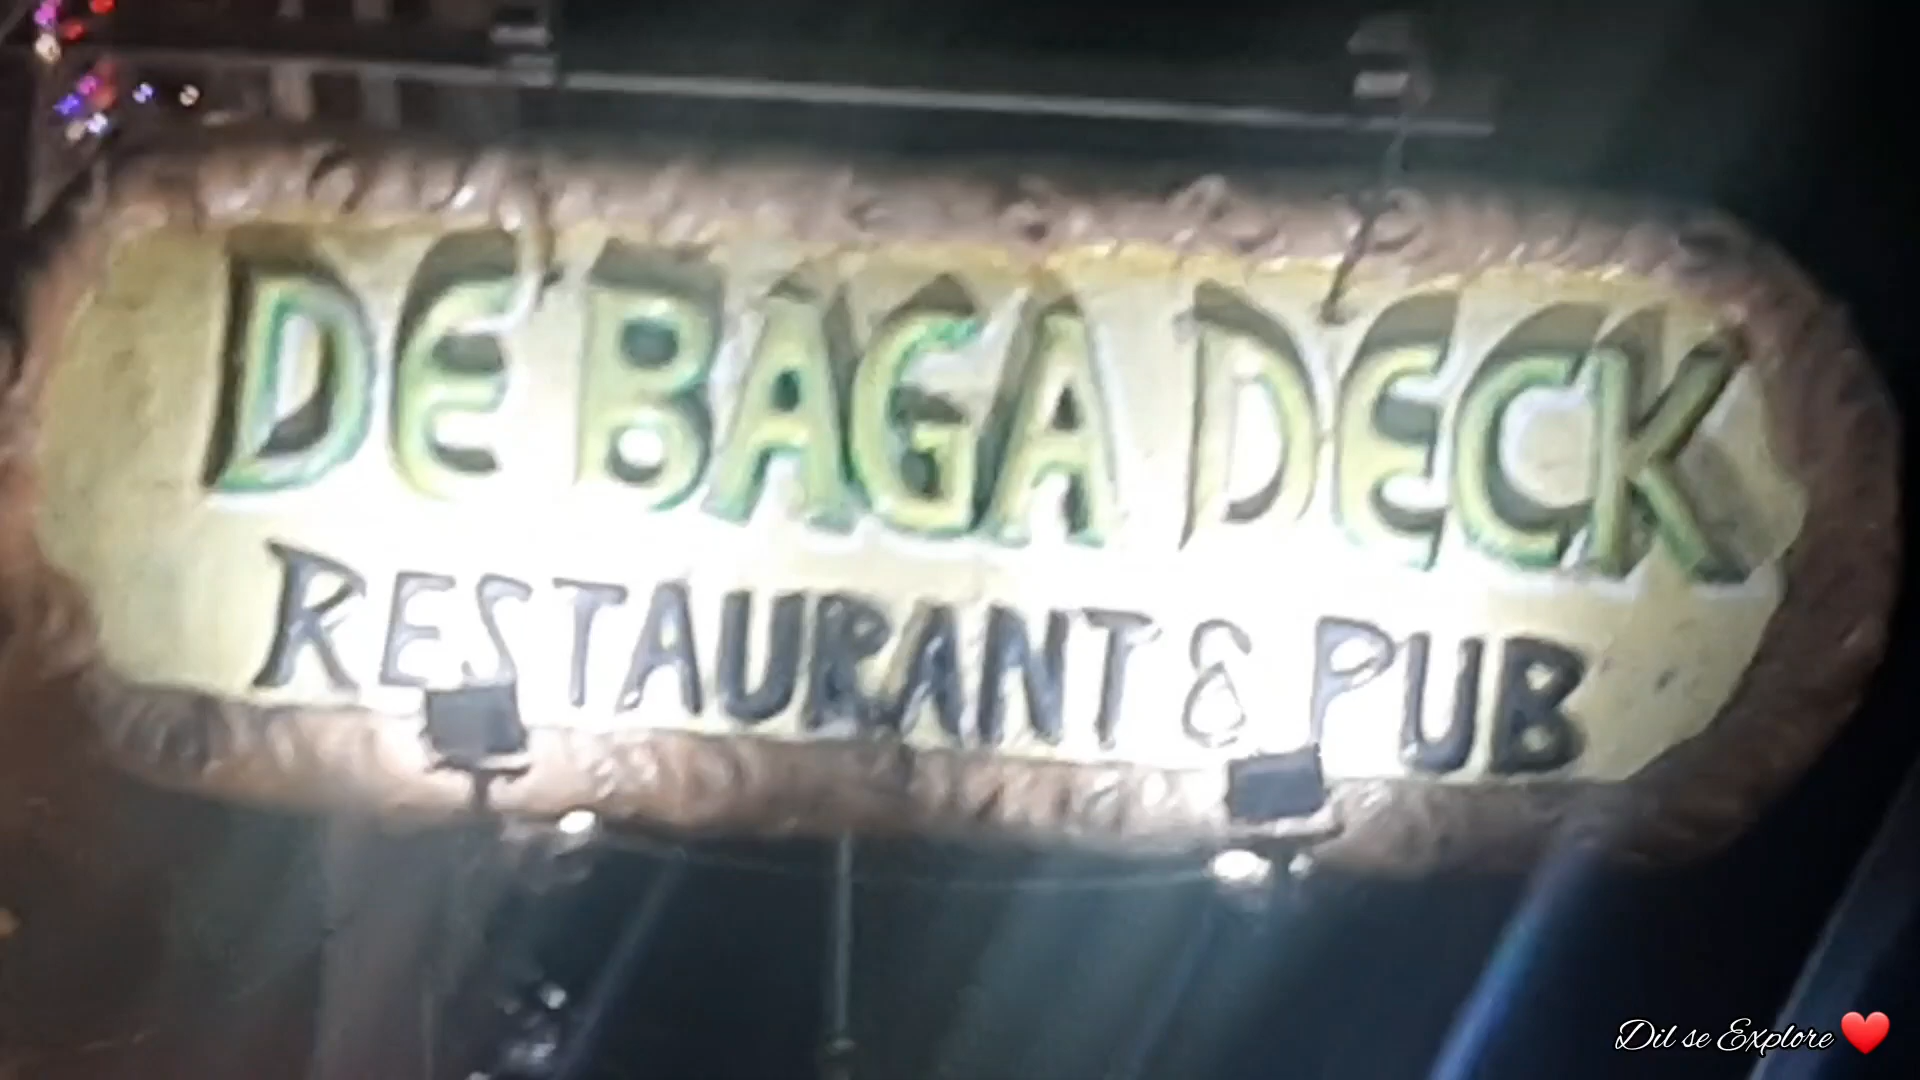 DE BAGA DECK
RESTAURANT & PUB
Dil se Explore ❤️